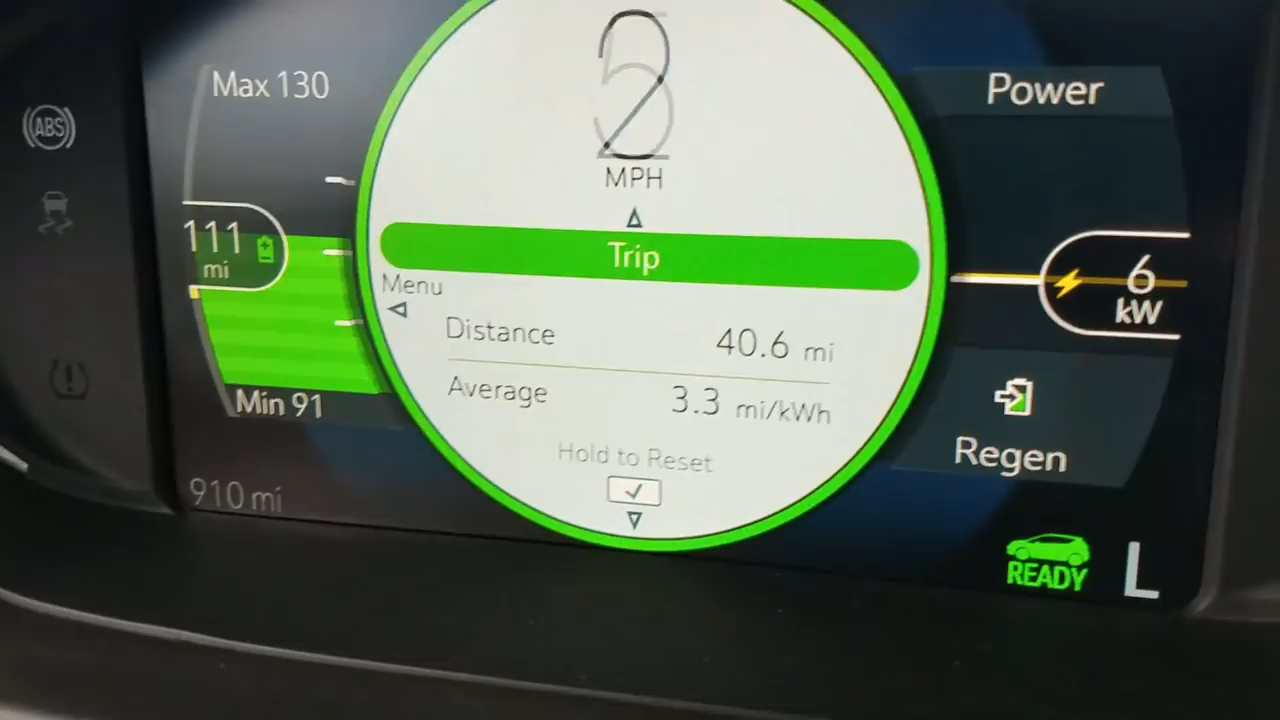 Max 130
ABS
111
mi
Min 91
910 mi
MPH
Trip
Menu
Distance 40.6 mi
Average 3.3 mi/kWh
Hold to Reset
Power
6
kW
Regen
READY
L